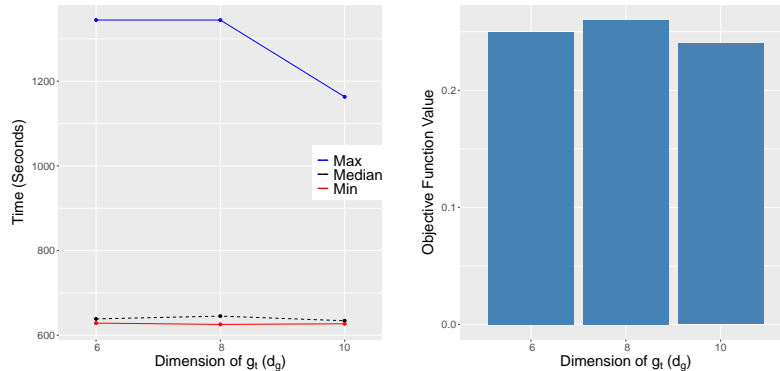 1200
1000
800
600
Time (Seconds)
6
8
10
Dimension of gt (dg)
Max
Median
Min
0.2
0.1
0.0
Objective Function Value
6
8
10
Dimension of gt (dg)